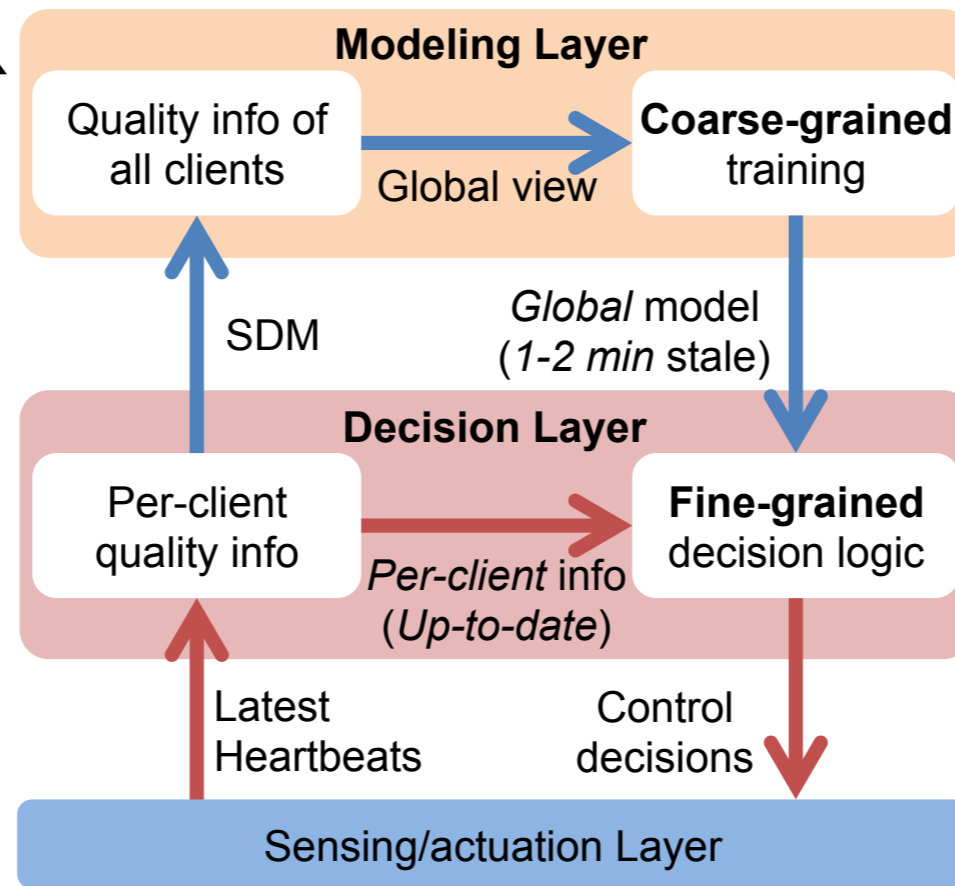 Modeling Layer
Quality info of
all clients
Global view
Coarse-grained
training
SDM
Global model
(1-2 min stale)
Decision Layer
Per-client
quality info
Per-client info
(Up-to-date)
Fine-grained
decision logic
Latest
Heartbeats
Control
decisions
Sensing/actuation Layer